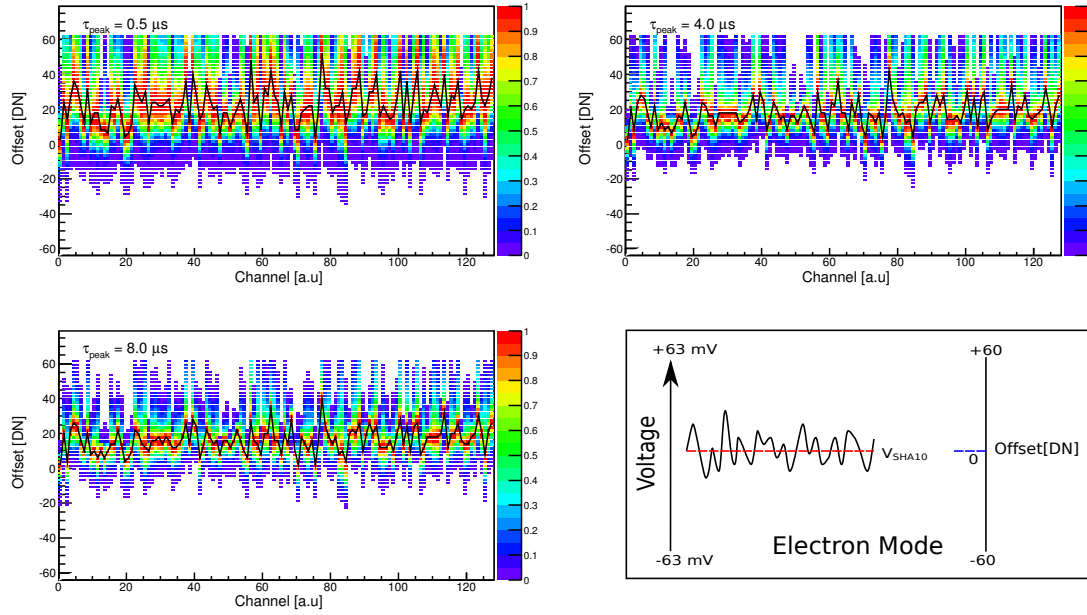 τpeak = 0.5 μs
Offset [DN]
60
40
20
0
-20
-40
-60
0 20 40 60 80 100 120
Channel [a.u]
1
0.9
0.8
0.7
0.6
0.5
0.4
0.3
0.2
0.1
0
τpeak = 4.0 μs
Offset [DN]
60
40
20
0
-20
-40
-60
0 20 40 60 80 100 120
Channel [a.u]
τpeak = 8.0 μs
Offset [DN]
60
40
20
0
-20
-40
-60
0 20 40 60 80 100 120
Channel [a.u]
1
0.9
0.8
0.7
0.6
0.5
0.4
0.3
0.2
0.1
0
+63 mV
+60
Voltage
VSHA10
0
Offset[DN]
-63 mV
-60
Electron Mode